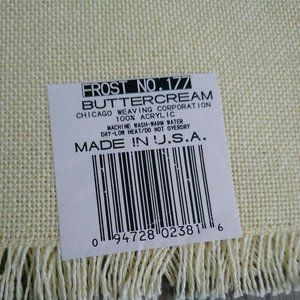 FROST NO.177
BUTTERCREAM
CHICAGO WEAVING CORPORATION
100% ACRYLIC
MACHINE WASH-WARM WATER
DRY-LOW HEAT/DO NOT OVERDRY
MADE IN U.S.A.
0 94728 02381 6